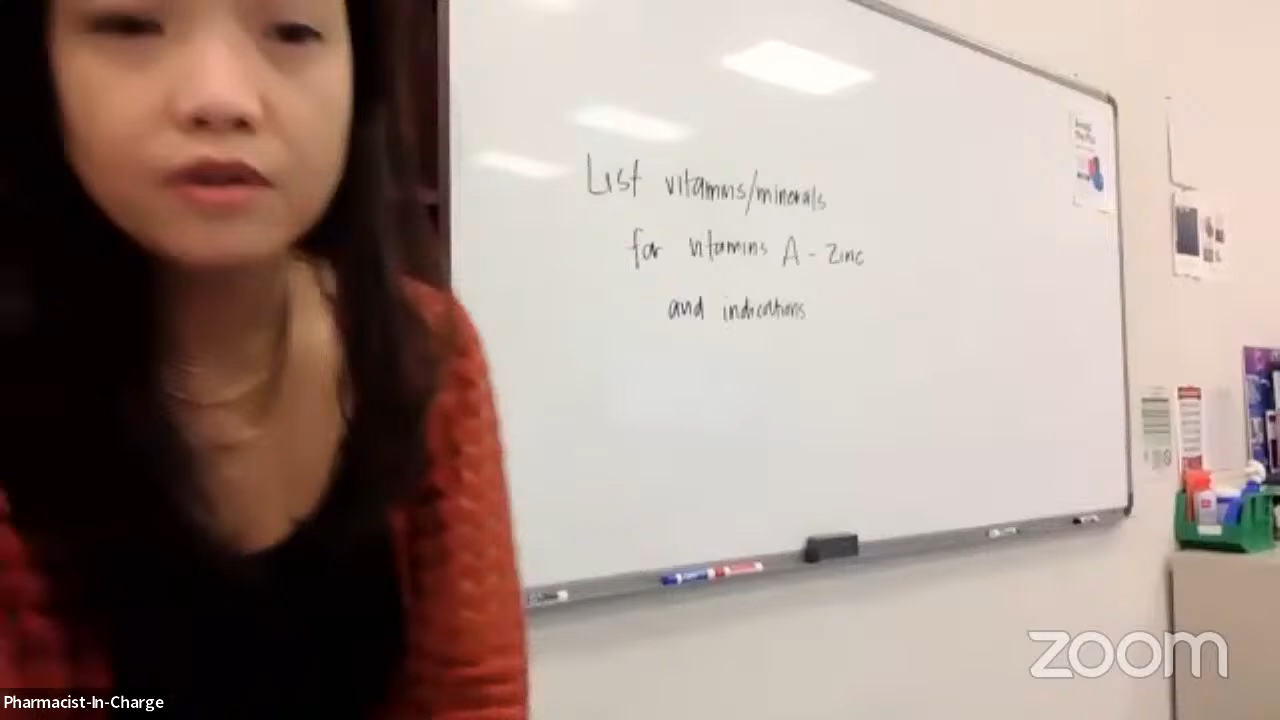 List vitamins/minerals
for vitamins A - Zinc
and indications
zoom
Pharmacist-In-Charge